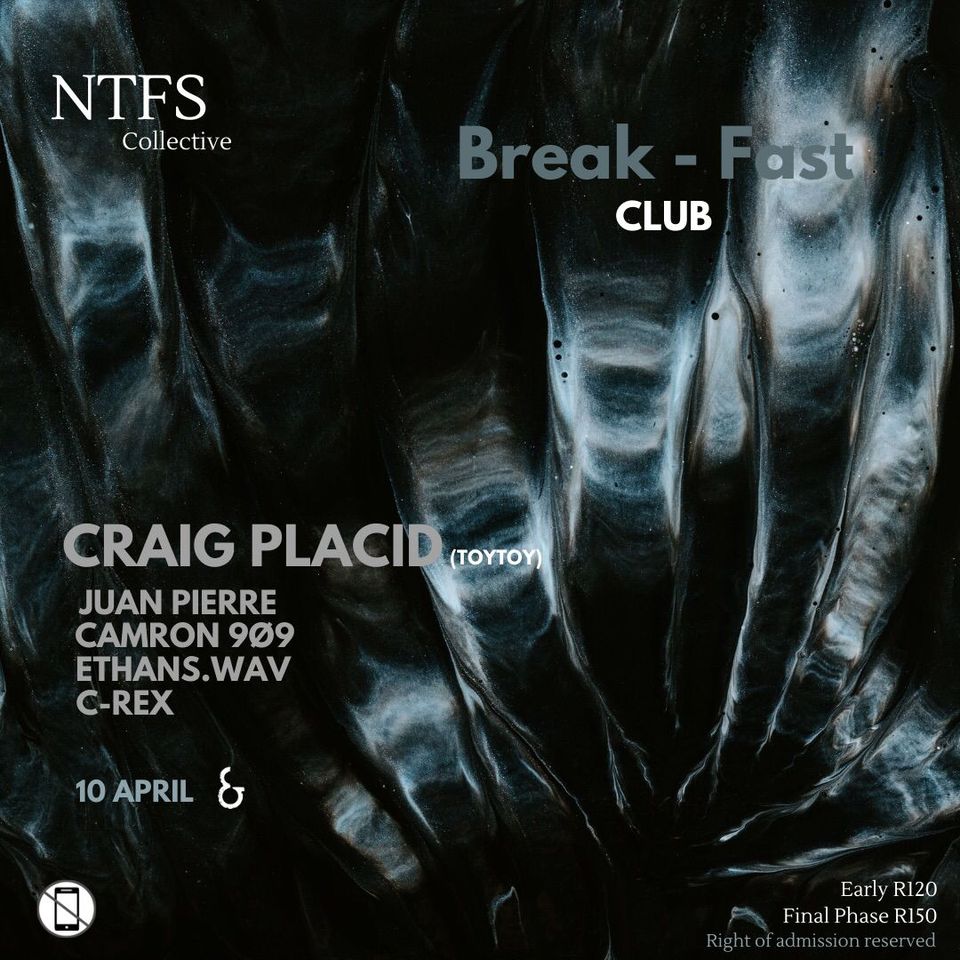 NTFS
Collective
Break - Fast
CLUB
CRAIG PLACID (TOYTOY)
JUAN PIERRE
CAMRON 9Ø9
ETHANS.WAV
C-REX
10 APRIL &
Early R120
Final Phase R150
Right of admission reserved